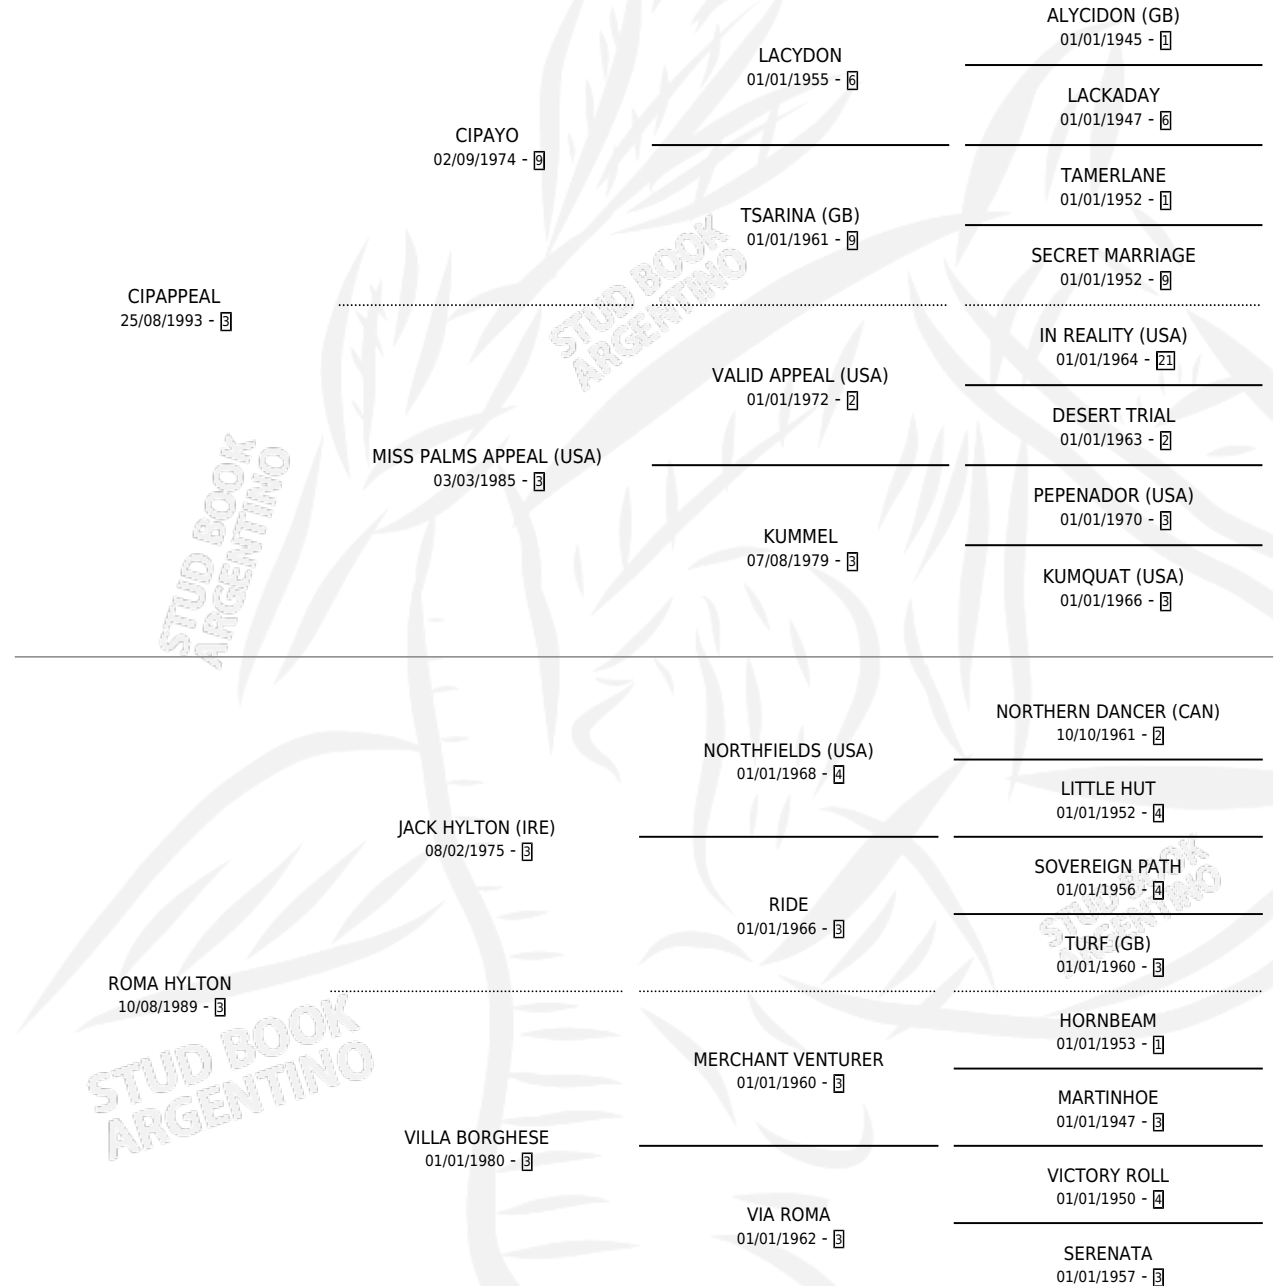 ALYCIDON (GB)
01/01/1945 - 1
LACYDON
01/01/1955 - 6
LACKADAY
01/01/1947 - 6
CIPAYO
02/09/1974 - 9
TAMERLANE
01/01/1952 - 1
TSARINA (GB)
01/01/1961 - 9
SECRET MARRIAGE
01/01/1952 - 9
CIPAPPEAL
25/08/1993 - 3
STUD BOOK
ARGENTINO
IN REALITY (USA)
01/01/1964 - 21
VALID APPEAL (USA)
01/01/1972 - 2
DESERT TRIAL
01/01/1963 - 2
MISS PALMS APPEAL (USA)
03/03/1985 - 3
PEPENADOR (USA)
01/01/1970 - 3
KUMMEL
07/08/1979 - 3
KUMQUAT (USA)
01/01/1966 - 3
STUD BOOK
ARGENTINO
NORTHERN DANCER (CAN)
10/10/1961 - 2
NORTHFIELDS (USA)
01/01/1968 - 4
LITTLE HUT
01/01/1952 - 4
JACK HYLTON (IRE)
08/02/1975 - 3
SOVEREIGN PATH
01/01/1956 - 4
RIDE
01/01/1966 - 3
STUD BOOK
ARGENTINO
TURF (GB)
01/01/1960 - 3
ROMA HYLTON
10/08/1989 - 3
STUD BOOK
ARGENTINO
HORNBEAM
01/01/1953 - 1
MERCHANT VENTURER
01/01/1960 - 3
MARTINHOE
01/01/1947 - 3
VILLA BORGHESE
01/01/1980 - 3
VICTORY ROLL
01/01/1950 - 4
VIA ROMA
01/01/1962 - 3
SERENATA
01/01/1957 - 3